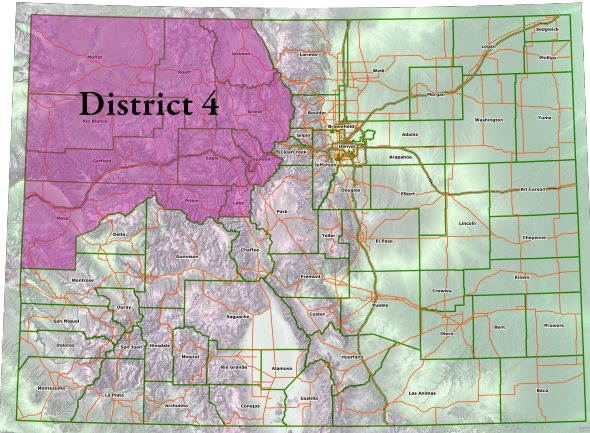 Sedgwick
Logan
Moffat
Jackson
Larimer
Phillips
Routt
Weld
Morgan
District 4
Washington
Yuma
Rio Blanco
Grand
Boulder
Broomfield
Gilpin
Adams
Denver
ClearCreek
Arapahoe
Garfield
Eagle
Summit
Jefferson
Kit Carson
Douglas
Elbert
Pitkin
Lake
Park
Mesa
Lincoln
Delta
Teller
El Paso
Cheyenne
Chaffee
Gunnison
Fremont
Kiowa
Montrose
Crowley
Ouray
Pueblo
Saguache
Custer
San Miguel
Bent
Prowers
Otero
Dolores
San Juan
Hinsdale
Mineral
Huerfano
Rio Grande
Alamosa
Montezuma
La Plata
Las Animas
Baca
Costilla
Archuleta
Conejos